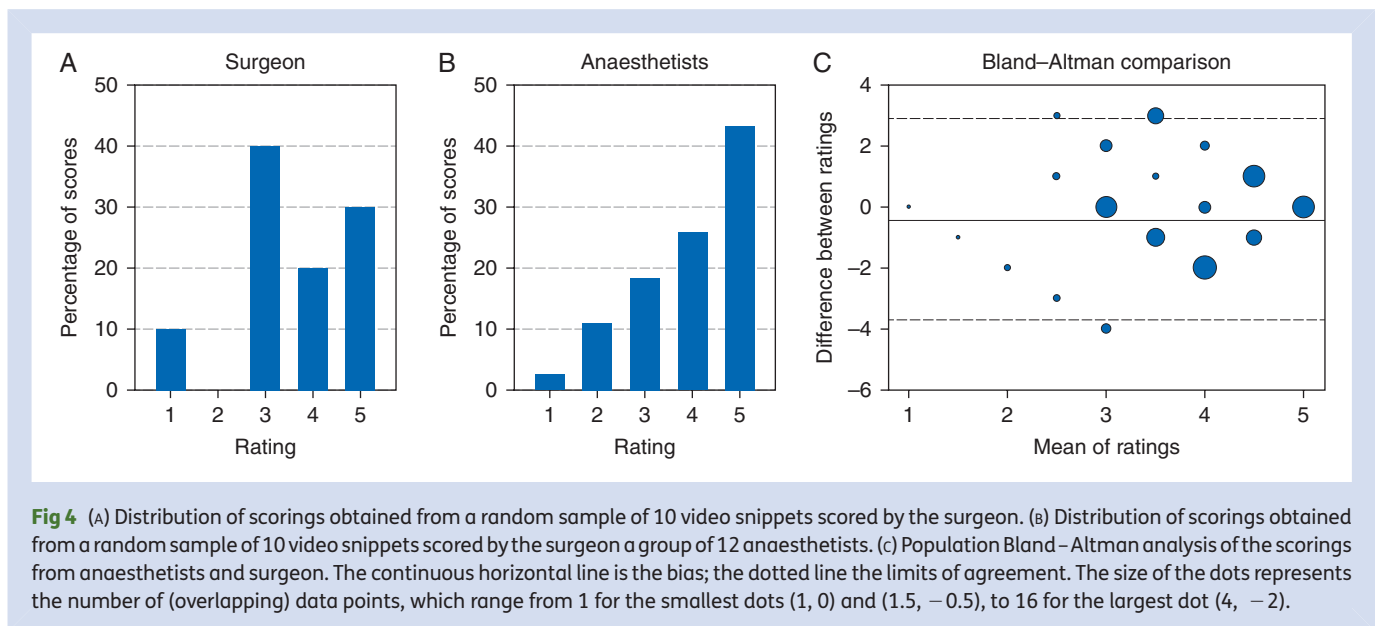 A
Surgeon
50
40
30
20
10
0
Percentage of scores
1 2 3 4 5
Rating
B
Anaesthetists
50
40
30
20
10
0
Percentage of scores
1 2 3 4 5
Rating
C
Bland–Altman comparison
4
2
0
−2
−4
−6
Difference between ratings
1 2 3 4 5
Mean of ratings
Fig 4 (A) Distribution of scorings obtained from a random sample of 10 video snippets scored by the surgeon. (B) Distribution of scorings obtained
from a random sample of 10 video snippets scored by the surgeon a group of 12 anaesthetists. (C) Population Bland–Altman analysis of the scorings
from anaesthetists and surgeon. The continuous horizontal line is the bias; the dotted line the limits of agreement. The size of the dots represents
the number of (overlapping) data points, which range from 1 for the smallest dots (1, 0) and (1.5, −0.5), to 16 for the largest dot (4, −2).